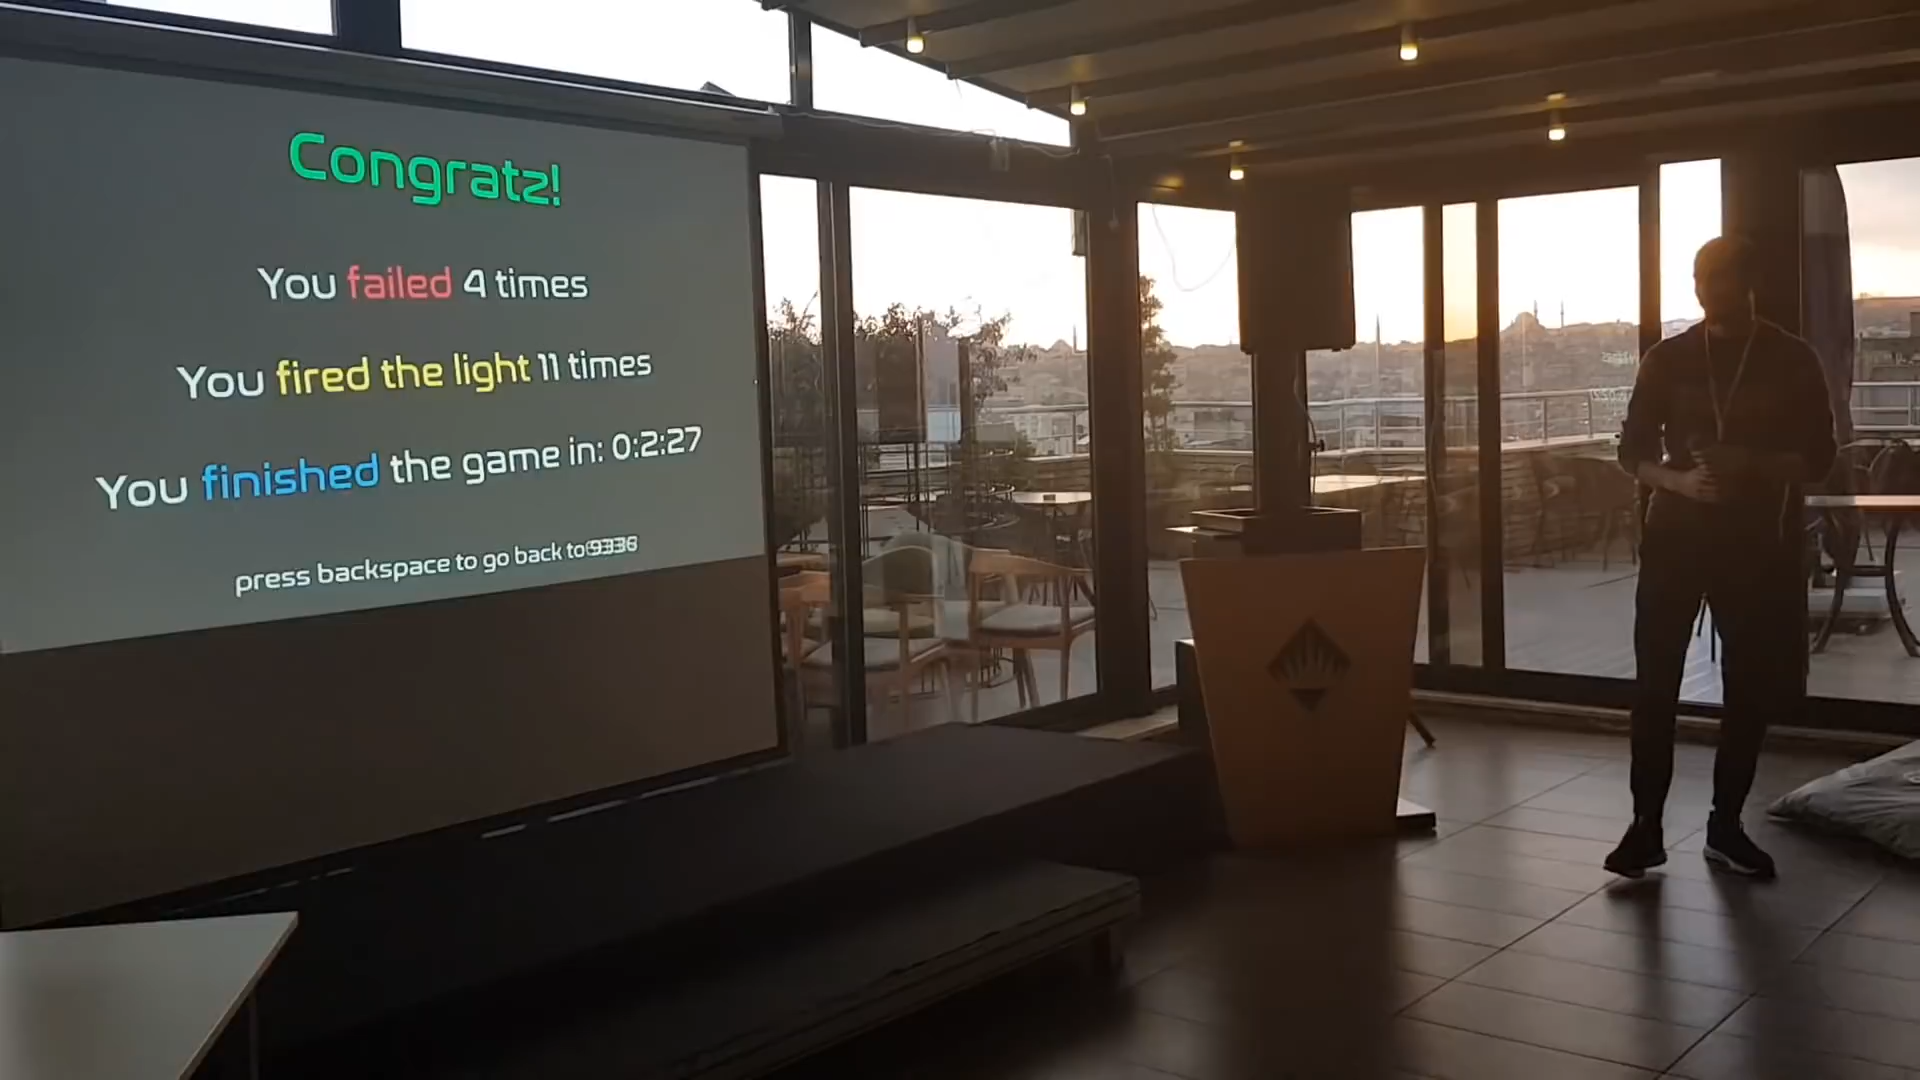 Congratz!
You failed 4 times
You fired the light 11 times
You finished the game in: 0:2:27
press backspace to go back to